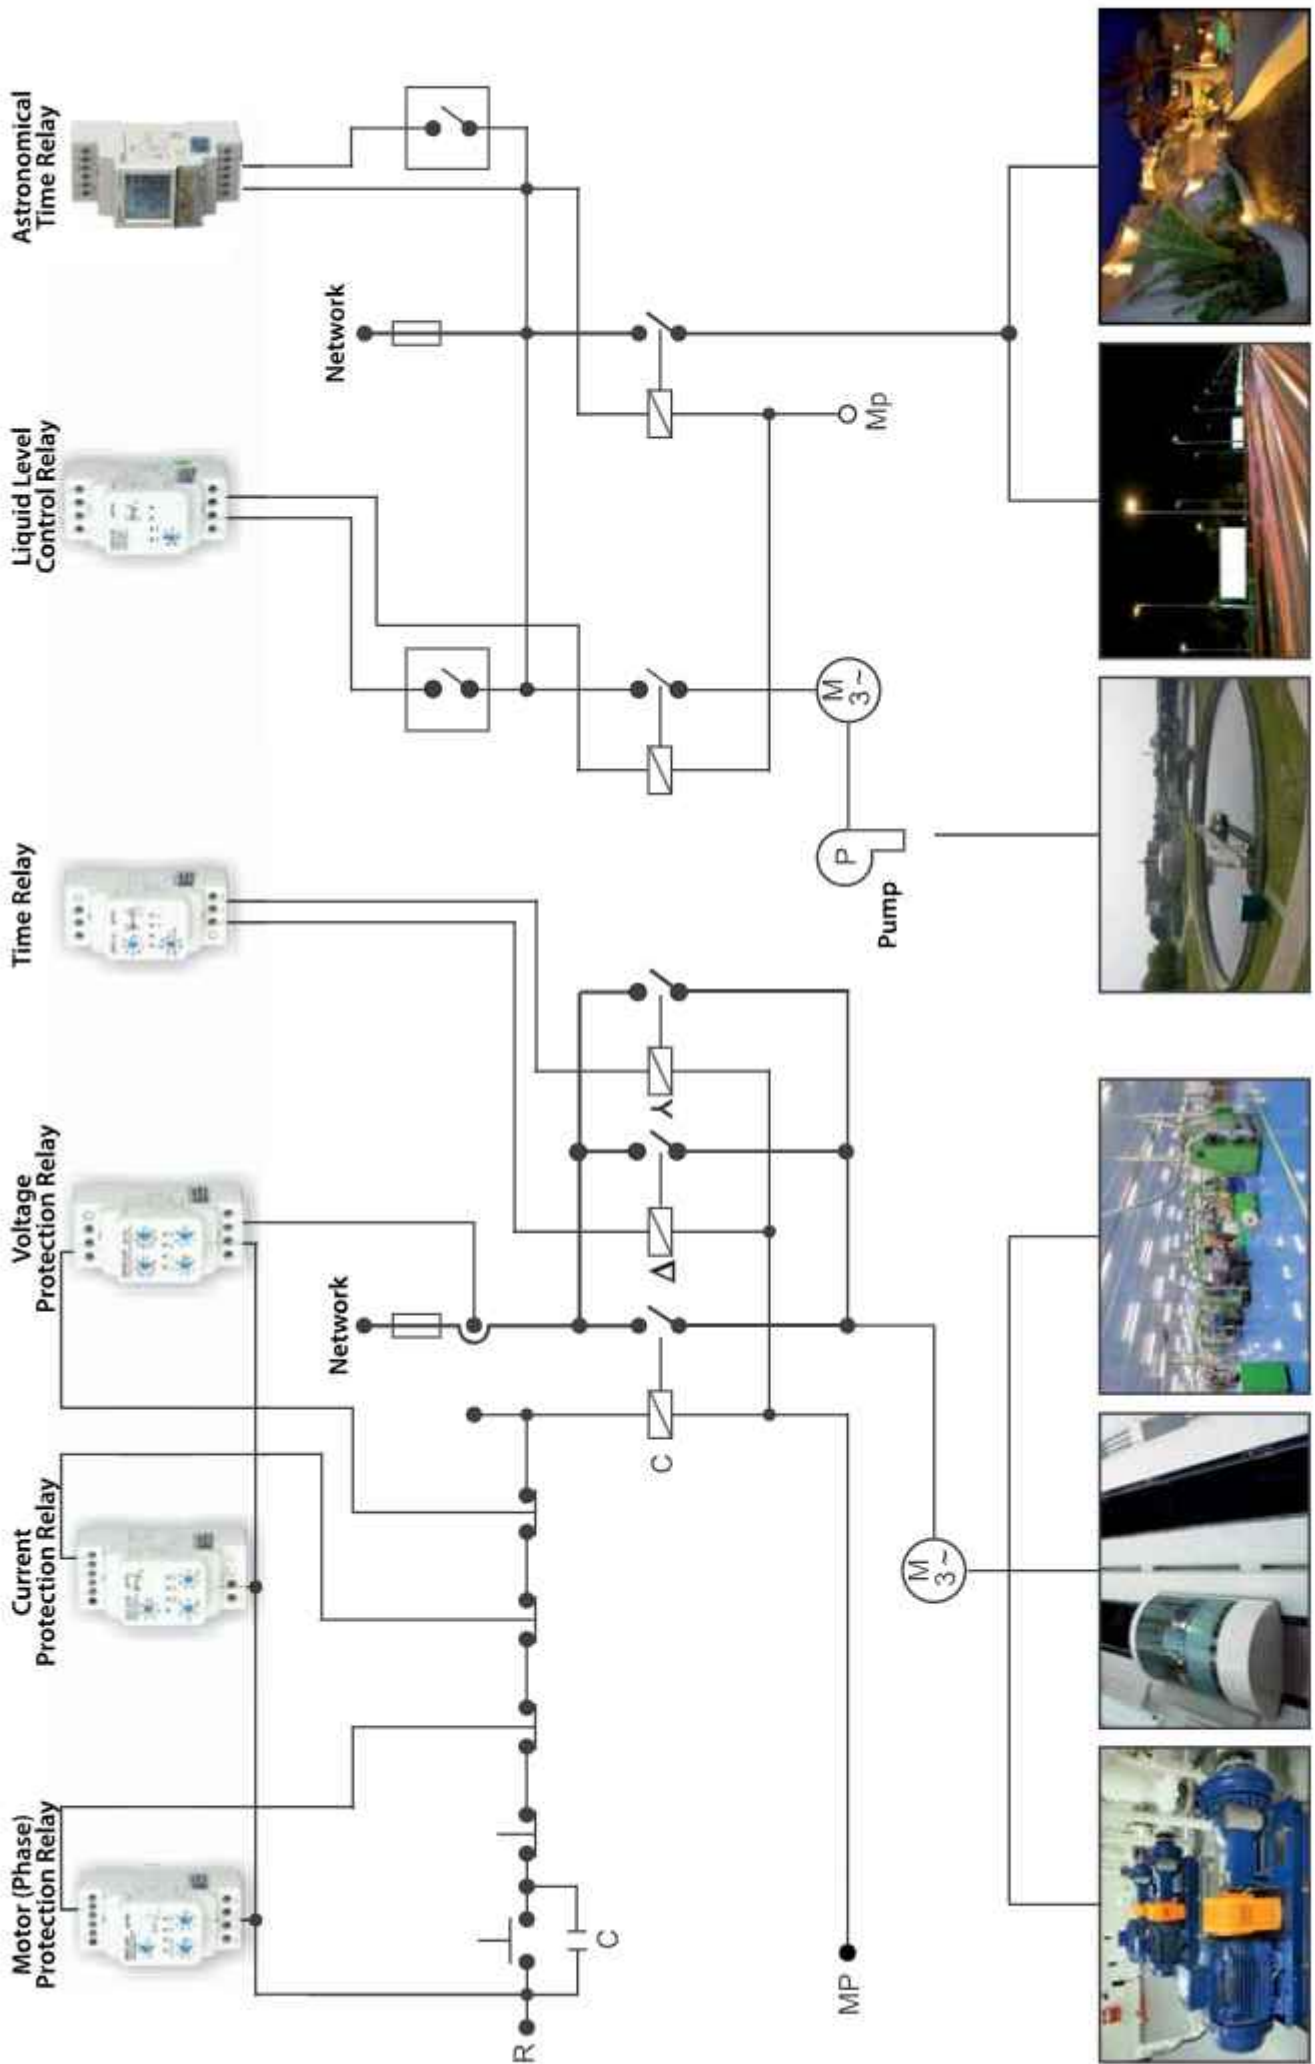 Motor (Phase)
Protection Relay
Current
Protection Relay
Voltage
Protection Relay
Time Relay
Liquid Level
Control Relay
Astronomical
Time Relay
Network
Network
R
C
C
Δ
Y
MP
Mp
M
3~
M
3~
P
Pump